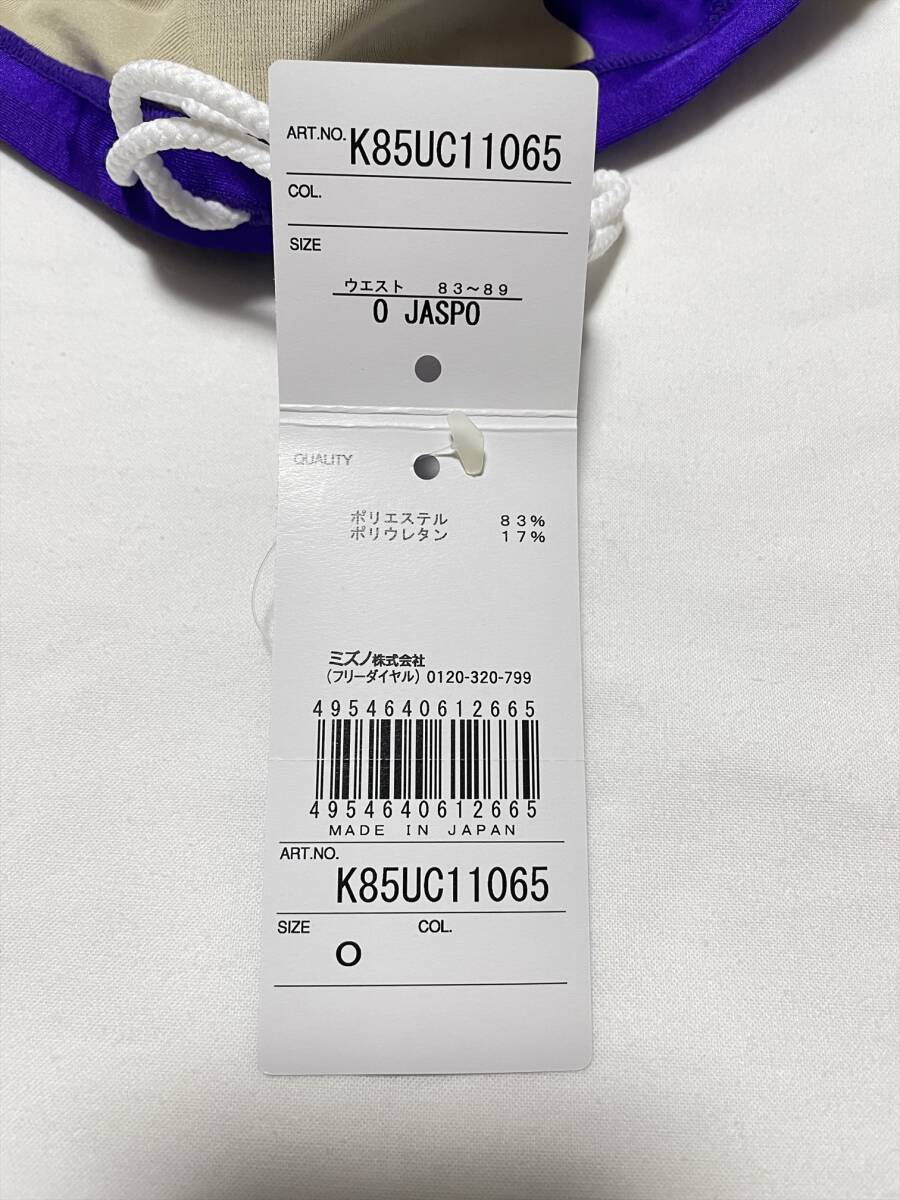 ART.NO. K85UC11065
COL.
SIZE
ウエスト 83～89
O JASPO
QUALITY
ポリエステル 83%
ポリウレタン 17%
ミズノ株式会社
(フリーダイヤル) 0120-320-799
4954640612665
4954640612665
MADE IN JAPAN
ART.NO.
K85UC11065
SIZE COL.
O